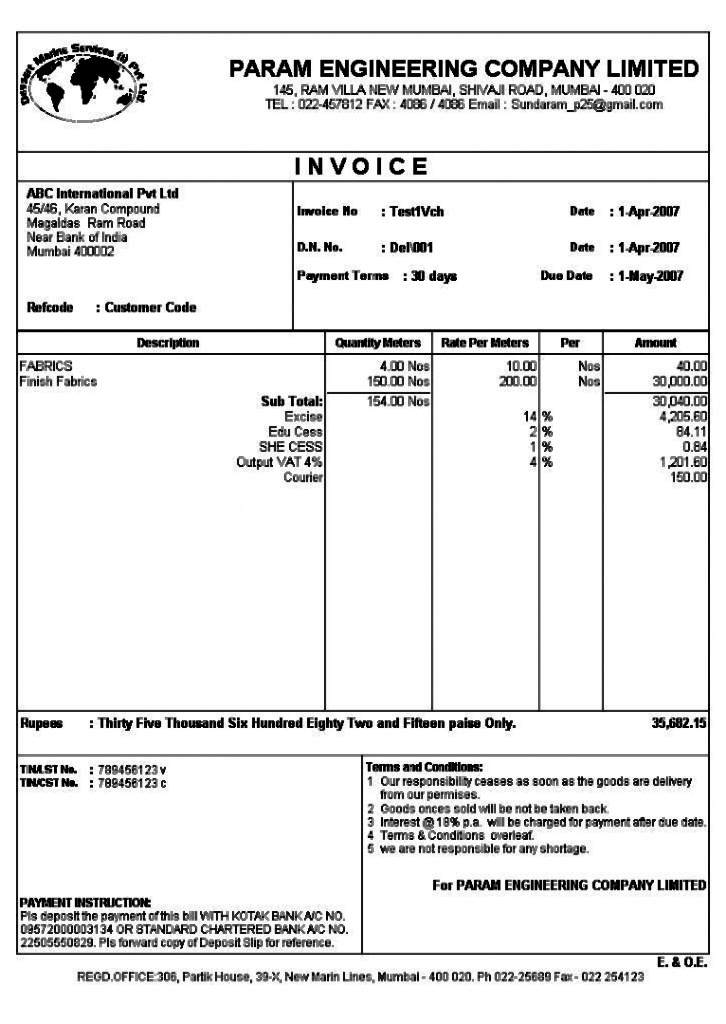 Dessert Marine Services (I) Pvt Ltd
PARAM ENGINEERING COMPANY LIMITED
145, RAM VILLA NEW MUMBAI, SHIVAJI ROAD, MUMBAI - 400 020
TEL : 022-457812 FAX : 4086 / 4086 Email : Sundaram_p25@gmail.com
INVOICE
ABC International Pvt Ltd
45/46, Karan Compound
Magaldas Ram Road
Near Bank of India
Mumbai 400002
Refcode : Customer Code
Invoice No : Test1Vch Date : 1-Apr-2007
D.N. No. : Del\001 Date : 1-Apr-2007
Payment Terms : 30 days Due Date : 1-May-2007
Description Quantity Meters Rate Per Meters Per Amount
FABRICS 4.00 Nos 10.00 Nos 40.00
Finish Fabrics 150.00 Nos 200.00 Nos 30,000.00
Sub Total: 154.00 Nos 30,040.00
Excise 14 % 4,205.60
Edu Cess 2 % 84.11
SHE CESS 1 % 0.84
Output VAT 4% 4 % 1,201.60
Courier 150.00
Rupees : Thirty Five Thousand Six Hundred Eighty Two and Fifteen paise Only. 35,682.15
TIN/LST No. : 789456123 v
TIN/CST No. : 789456123 c
PAYMENT INSTRUCTION:
Pls deposit the payment of this bill WITH KOTAK BANK A/C NO.
09572000003134 OR STANDARD CHARTERED BANK A/C NO.
22505550829. Pls forward copy of Deposit Slip for reference.
Terms and Conditions:
1 Our responsibility ceases as soon as the goods are delivery
from our permises.
2 Goods onces sold will be not be taken back.
3 Interest @ 18% p.a. will be charged for payment after due date.
4 Terms & Conditions overleaf.
5 we are not responsible for any shortage.
For PARAM ENGINEERING COMPANY LIMITED
E. & O.E.
REGD.OFFICE:306, Partik House, 39-X, New Marin Lines, Mumbai - 400 020. Ph 022-25689 Fax - 022 254123